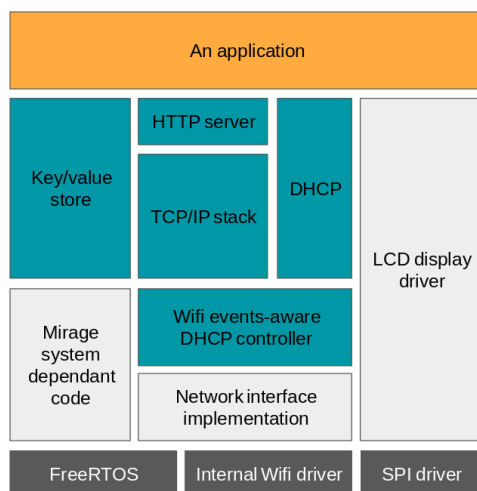 An application
HTTP server
Key/value
store
TCP/IP stack
DHCP
LCD display
driver
Mirage
system
dependant
code
Wifi events-aware
DHCP controller
Network interface
implementation
FreeRTOS
Internal Wifi driver
SPI driver